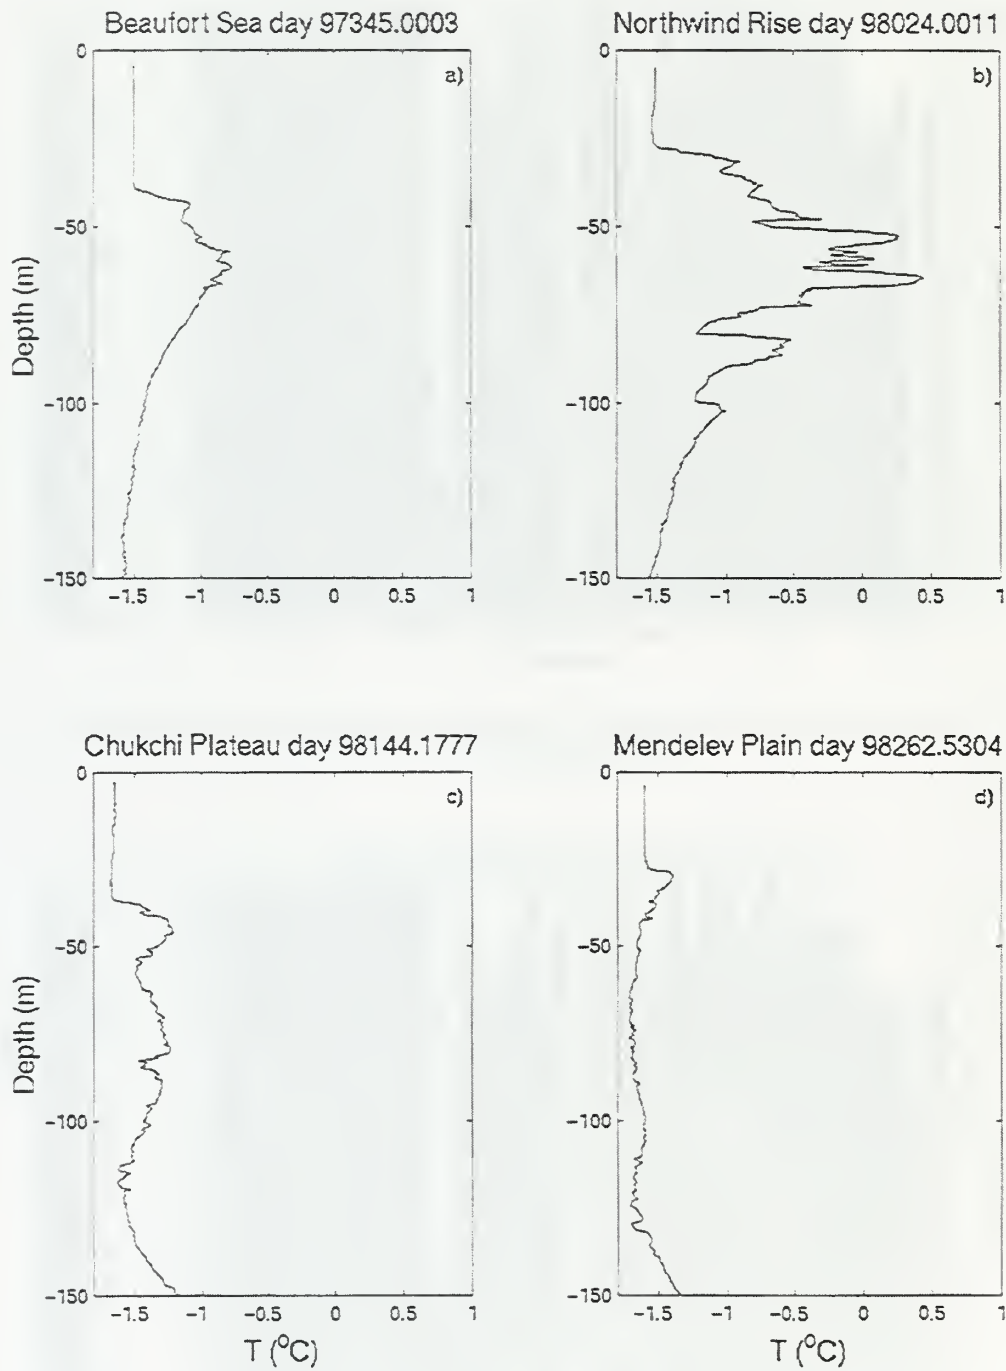 Beaufort Sea day 97345.0003
Northwind Rise day 98024.0011
a)
b)
0
-50
-100
-150
Depth (m)
-1.5 -1 -0.5 0 0.5 1
0
-50
-100
-150
-1.5 -1 -0.5 0 0.5 1
Chukchi Plateau day 98144.1777
Mendelev Plain day 98262.5304
c)
d)
0
-50
-100
-150
Depth (m)
-1.5 -1 -0.5 0 0.5 1
T (°C)
0
-50
-100
-150
-1.5 -1 -0.5 0 0.5 1
T (°C)